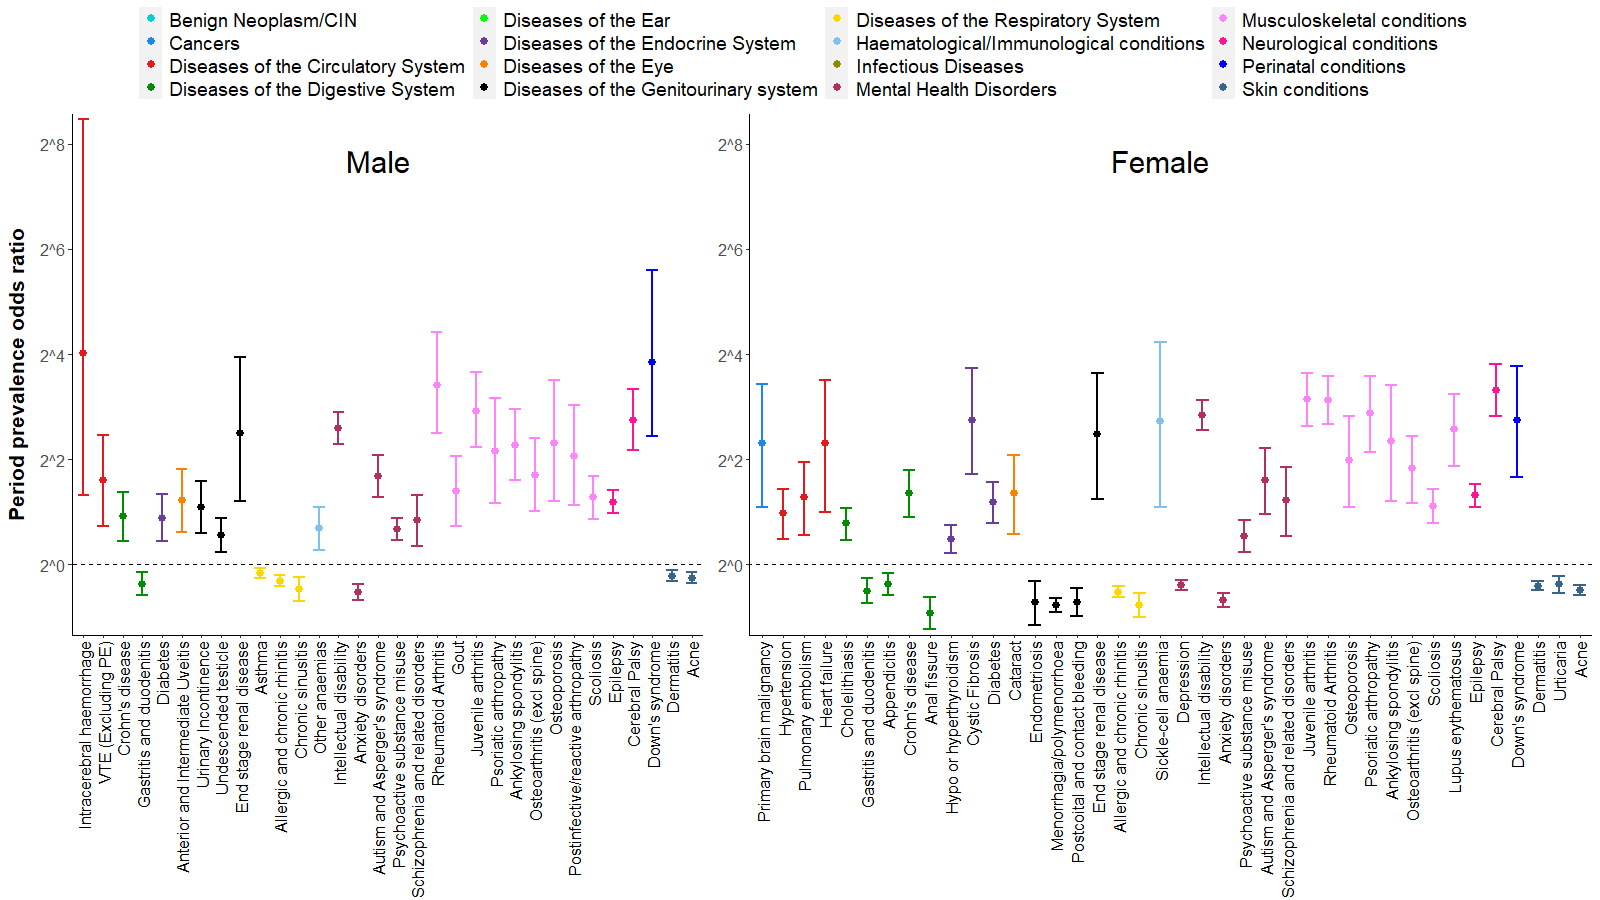 Benign Neoplasm/CIN
Cancers
Diseases of the Circulatory System
Diseases of the Digestive System
Diseases of the Ear
Diseases of the Endocrine System
Diseases of the Eye
Diseases of the Genitourinary system
Diseases of the Respiratory System
Haematological/Immunological conditions
Infectious Diseases
Mental Health Disorders
Musculoskeletal conditions
Neurological conditions
Perinatal conditions
Skin conditions
Period prevalence odds ratio
2^8
2^6
2^4
2^2
2^0
Male
Intracerebral haemorrhage
VTE (Excluding PE)
Crohn's disease
Gastritis and duodenitis
Diabetes
Anterior and Intermediate Uveitis
Urinary Incontinence
Undescended testicle
End stage renal disease
Asthma
Allergic and chronic rhinitis
Chronic sinusitis
Other anaemias
Intellectual disability
Anxiety disorders
Autism and Asperger's syndrome
Psychoactive substance misuse
Schizophrenia and related disorders
Rheumatoid Arthritis
Gout
Juvenile arthritis
Psoriatic arthropathy
Ankylosing spondylitis
Osteoarthritis (excl spine)
Osteoporosis
Postinfective/reactive arthropathy
Scoliosis
Epilepsy
Cerebral Palsy
Down's syndrome
Dermatitis
Acne
2^8
2^6
2^4
2^2
2^0
Female
Primary brain malignancy
Hypertension
Pulmonary embolism
Heart failure
Cholelithiasis
Gastritis and duodenitis
Appendicitis
Crohn's disease
Anal fissure
Hypo or hyperthyroidism
Cystic Fibrosis
Diabetes
Cataract
Endometriosis
Menorrhagia/polymenorrhoea
Postcoital and contact bleeding
End stage renal disease
Allergic and chronic rhinitis
Chronic sinusitis
Sickle-cell anaemia
Depression
Intellectual disability
Anxiety disorders
Psychoactive substance misuse
Autism and Asperger's syndrome
Schizophrenia and related disorders
Juvenile arthritis
Rheumatoid Arthritis
Osteoporosis
Psoriatic arthropathy
Ankylosing spondylitis
Osteoarthritis (excl spine)
Scoliosis
Lupus erythematosus
Epilepsy
Cerebral Palsy
Down's syndrome
Dermatitis
Urticaria
Acne